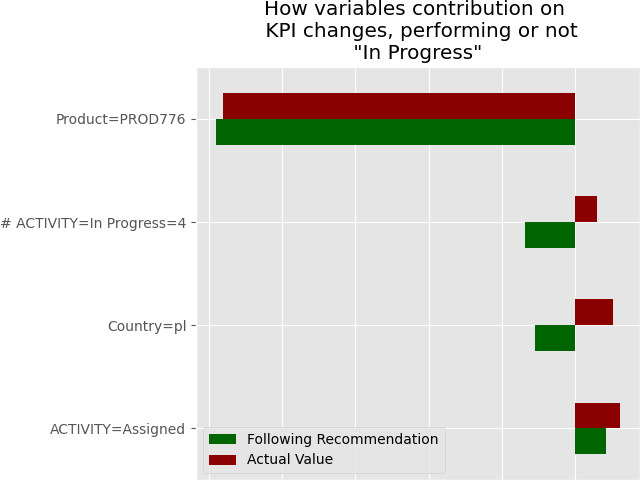 How variables contribution on
KPI changes, performing or not
"In Progress"
Product=PROD776
# ACTIVITY=In Progress=4
Country=pl
ACTIVITY=Assigned
Following Recommendation
Actual Value